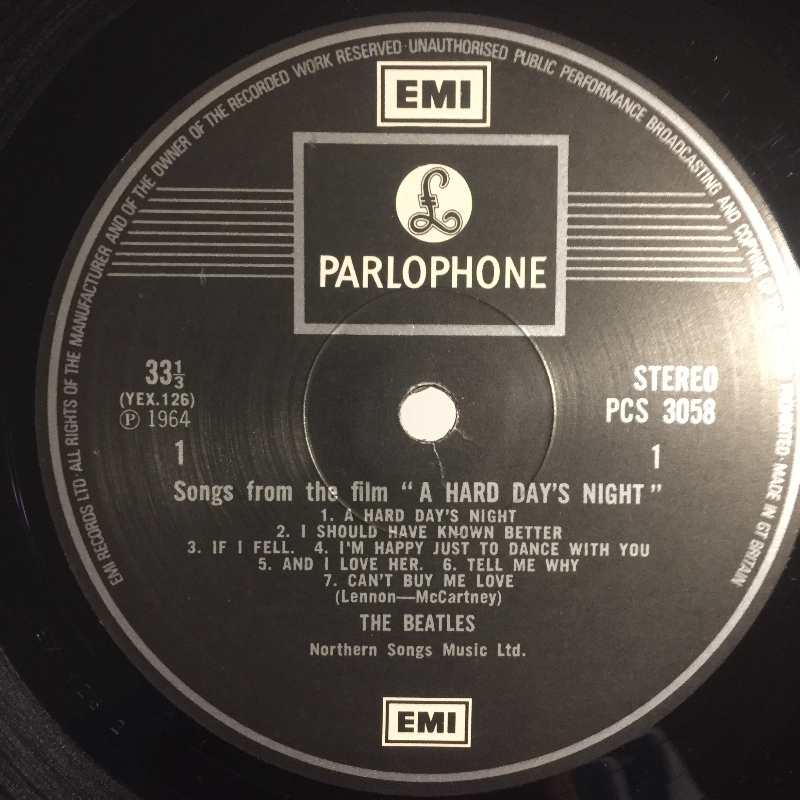 EMI RECORDS LTD · ALL RIGHTS OF THE MANUFACTURER AND OF THE OWNER OF THE RECORDED WORK RESERVED · UNAUTHORISED PUBLIC PERFORMANCE BROADCASTING AND COPYING OF PROHIBITED · MADE IN GT BRITAIN
EMI
£
PARLOPHONE
33⅓
(YEX.126)
℗ 1964
1
STEREO
PCS 3058
1
Songs from the film “A HARD DAY'S NIGHT”
1. A HARD DAY'S NIGHT
2. I SHOULD HAVE KNOWN BETTER
3. IF I FELL. 4. I'M HAPPY JUST TO DANCE WITH YOU
5. AND I LOVE HER. 6. TELL ME WHY
7. CAN'T BUY ME LOVE
(Lennon—McCartney)
THE BEATLES
Northern Songs Music Ltd.
EMI